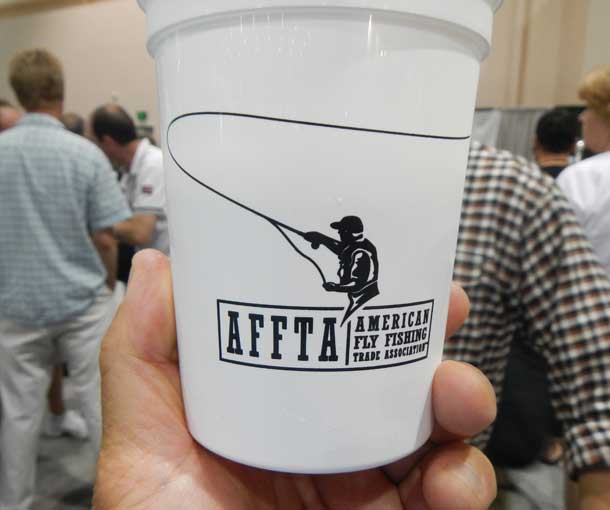 AFFTA
AMERICAN
FLY FISHING
TRADE ASSOCIATION